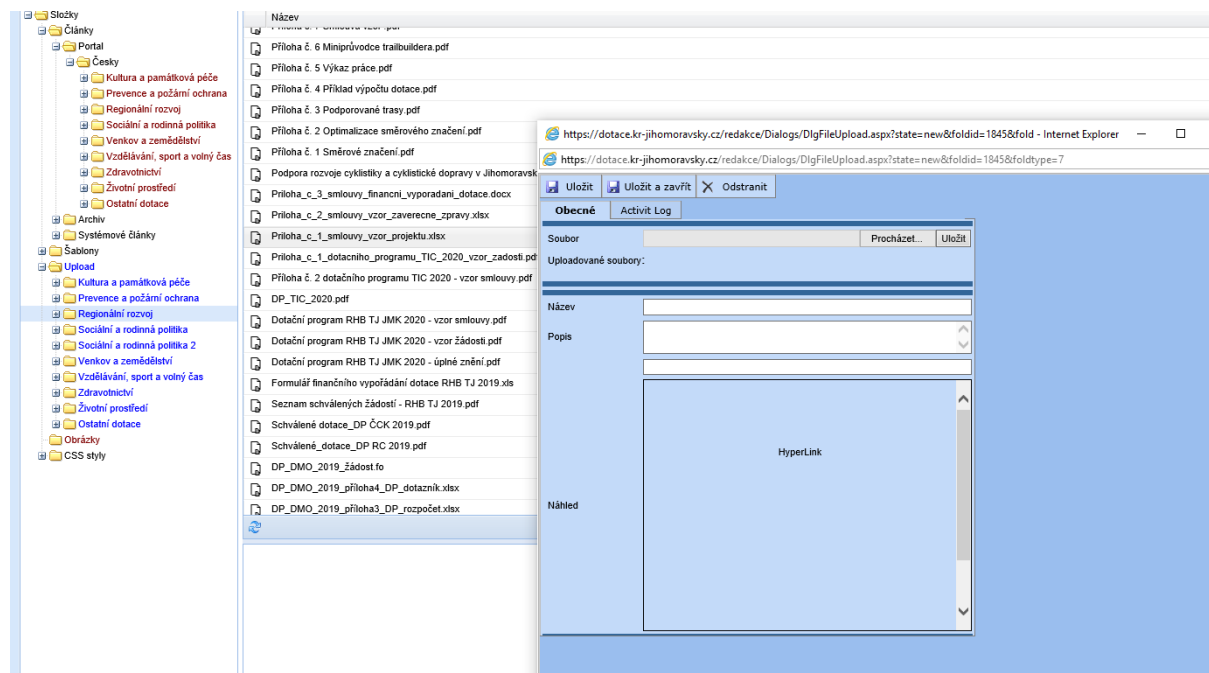 Složky
Články
Portal
Česky
Kultura a památková péče
Prevence a požární ochrana
Regionální rozvoj
Sociální a rodinná politika
Venkov a zemědělství
Vzdělávání, sport a volný čas
Zdravotnictví
Životní prostředí
Ostatní dotace
Archiv
Systémové články
Šablony
Upload
Kultura a památková péče
Prevence a požární ochrana
Regionální rozvoj
Sociální a rodinná politika
Sociální a rodinná politika 2
Venkov a zemědělství
Vzdělávání, sport a volný čas
Zdravotnictví
Životní prostředí
Ostatní dotace
Obrázky
CSS styly
Název
Příloha č. 6 Miniprůvodce trailbuildera.pdf
Příloha č. 5 Výkaz práce.pdf
Příloha č. 4 Příklad výpočtu dotace.pdf
Příloha č. 3 Podporované trasy.pdf
Příloha č. 2 Optimalizace směrového značení.pdf
Příloha č. 1 Směrové značení.pdf
Podpora rozvoje cyklistiky a cyklistické dopravy v Jihomoravsk
Priloha_c_3_smlouvy_financni_vyporadani_dotace.docx
Priloha_c_2_smlouvy_vzor_zaverecne_zpravy.xlsx
Priloha_c_1_smlouvy_vzor_projektu.xlsx
Priloha_c_1_dotacniho_programu_TIC_2020_vzor_zadosti.pd
Příloha č. 2 dotačního programu TIC 2020 - vzor smlouvy.pdf
DP_TIC_2020.pdf
Dotační program RHB TJ JMK 2020 - vzor smlouvy.pdf
Dotační program RHB TJ JMK 2020 - vzor žádosti.pdf
Dotační program RHB TJ JMK 2020 - úplné znění.pdf
Formulář finančního vypořádání dotace RHB TJ 2019.xls
Seznam schválených žádostí - RHB TJ 2019.pdf
Schválené dotace_DP ČCK 2019.pdf
Schválené_dotace_DP RC 2019.pdf
DP_DMO_2019_žádost.fo
DP_DMO_2019_příloha4_DP_dotazník.xlsx
DP_DMO_2019_příloha3_DP_rozpočet.xlsx
https://dotace.kr-jihomoravsky.cz/redakce/Dialogs/DlgFileUpload.aspx?state=new&foldid=1845&fold - Internet Explorer
https://dotace.kr-jihomoravsky.cz/redakce/Dialogs/DlgFileUpload.aspx?state=new&foldid=1845&foldtype=7
Uložit Uložit a zavřít Odstranit
Obecné Activit Log
Soubor Procházet... Uložit
Uploadované soubory:
Název
Popis
HyperLink
Náhled